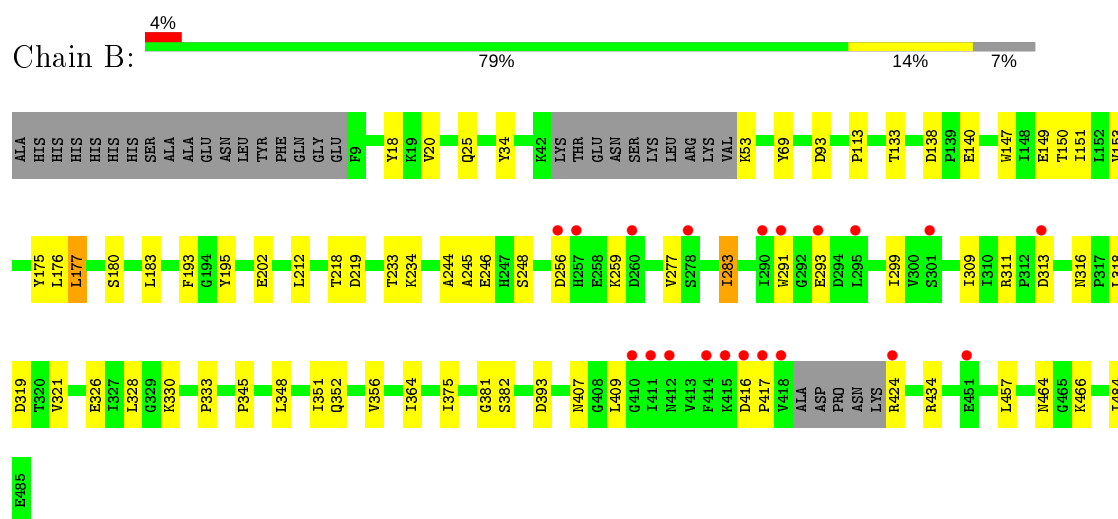 4%
Chain B:
79% 14% 7%
ALA HIS HIS HIS HIS HIS HIS SER ALA ALA GLU ASN LEU TYR PHE GLN GLY GLU F9 Y18 K19 V20 Q25 Y34 K42 LYS THR GLU ASN SER LYS LEU ARG LYS VAL K53 Y69 D93 P113 T133 D138 P139 E140 W147 I148 E149 T150 I151 L152 V153
Y175 L176 L177 S180 L183 F193 G194 Y195 E202 L212 T218 D219 T233 K234 A244 A245 E246 H247 S248 D256 H257 E258 K259 D260 V277 S278 I283 I290 W291 G292 E293 D294 L295 I299 V300 S301 I309 I310 R311 P312 D313 N316 P317 L318
D319 T320 V321 E326 I327 L328 G329 K330 P333 P345 L348 I351 Q352 V356 I364 I375 G381 S382 D393 N407 G408 L409 G410 I411 N412 V413 F414 K415 D416 P417 V418 ALA ASP PRO ASN LYS R424 R434 E451 L457 N464 G465 K466 I484
E485